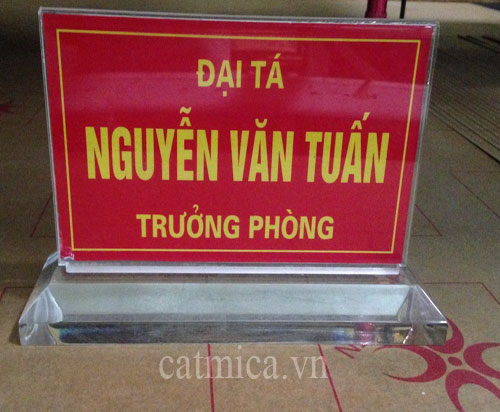 ĐẠI TÁ
NGUYỄN VĂN TUẤN
TRƯỞNG PHÒNG
catmica.vn